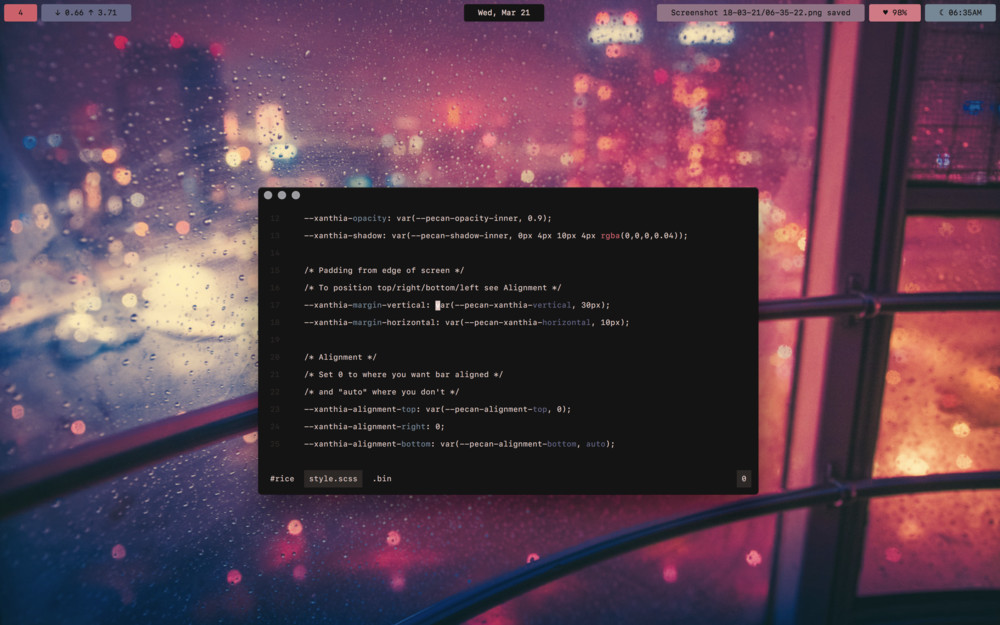 4
↓ 0.66 ↑ 3.71
Wed, Mar 21
Screenshot 18-03-21/06-35-22.png saved
♥ 98%
☾ 06:35AM
12 --xanthia-opacity: var(--pecan-opacity-inner, 0.9);
13 --xanthia-shadow: var(--pecan-shadow-inner, 0px 4px 10px 4px rgba(0,0,0,0.04));
14
15 /* Padding from edge of screen */
16 /* To position top/right/bottom/left see Alignment */
17 --xanthia-margin-vertical: var(--pecan-xanthia-vertical, 30px);
18 --xanthia-margin-horizontal: var(--pecan-xanthia-horizontal, 10px);
19
20 /* Alignment */
21 /* Set 0 to where you want bar aligned */
22 /* and "auto" where you don't */
23 --xanthia-alignment-top: var(--pecan-alignment-top, 0);
24 --xanthia-alignment-right: 0;
25 --xanthia-alignment-bottom: var(--pecan-alignment-bottom, auto);
#rice style.scss .bin 0